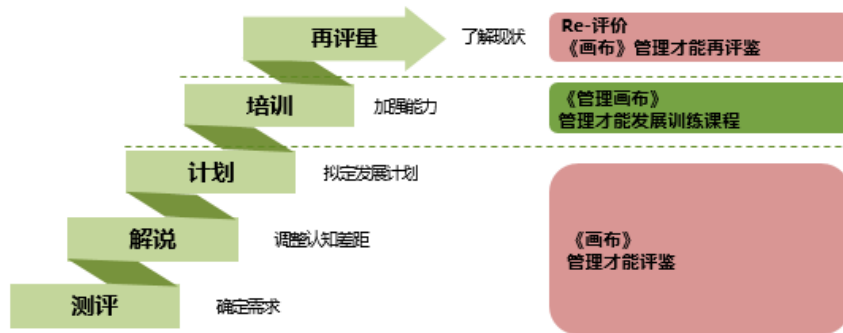 再评量
了解现状
Re-评价
《画布》管理才能再评鉴
培训
加强能力
《管理画布》
管理才能发展训练课程
计划
拟定发展计划
解说
调整认知差距
《画布》
管理才能评鉴
测评
确定需求